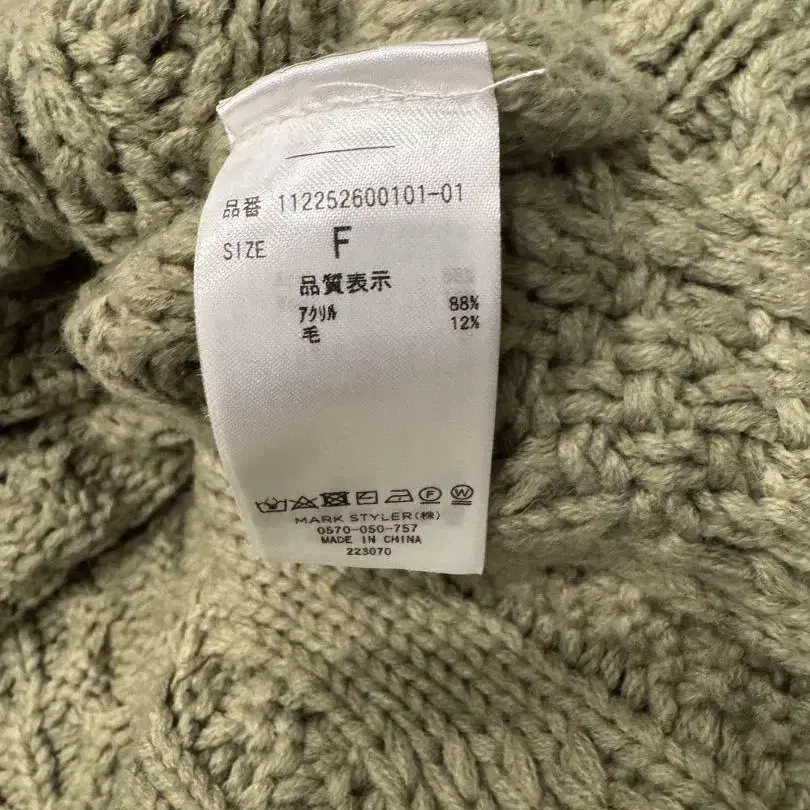 品番 112252600101-01
SIZE F
品質表示
アクリル 88%
毛 12%
MARK STYLER(株)
0570-050-757
MADE IN CHINA
223070